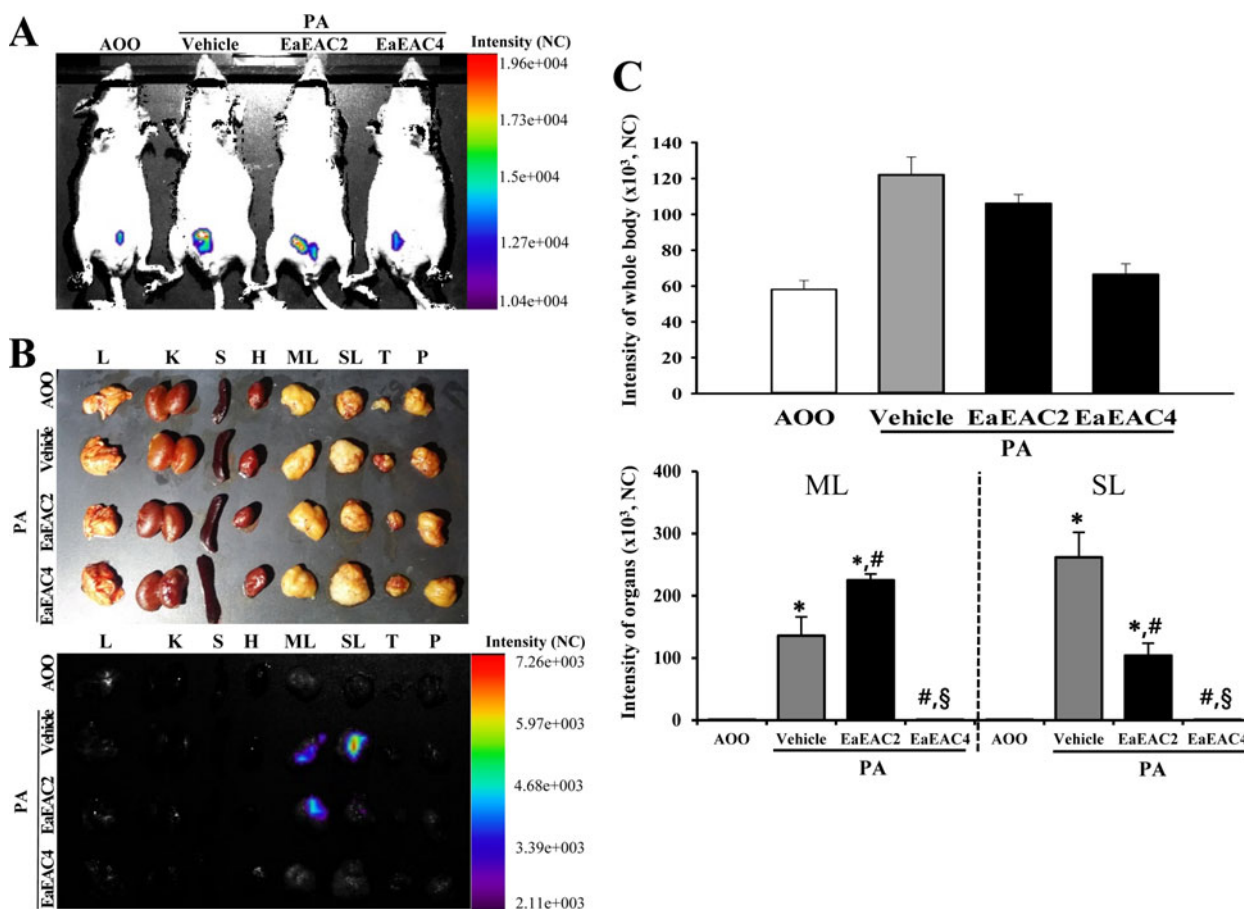 A
PA
AOO Vehicle EaEAC2 EaEAC4 Intensity (NC)
1.96e+004
1.73e+004
1.5e+004
1.27e+004
1.04e+004
B
L K S H ML SL T P
AOO
Vehicle
EaEAC2
EaEAC4
PA
L K S H ML SL T P Intensity (NC)
AOO
Vehicle
EaEAC2
EaEAC4
PA
7.26e+003
5.97e+003
4.68e+003
3.39e+003
2.11e+003
C
Intensity of whole body (x10³, NC)
140
120
100
80
60
40
20
0
AOO Vehicle EaEAC2 EaEAC4
PA
Intensity of organs (x10³, NC)
400
300
200
100
0
ML SL
* *,# #,§ * *,# #,§
AOO Vehicle EaEAC2 EaEAC4 AOO Vehicle EaEAC2 EaEAC4
PA PA